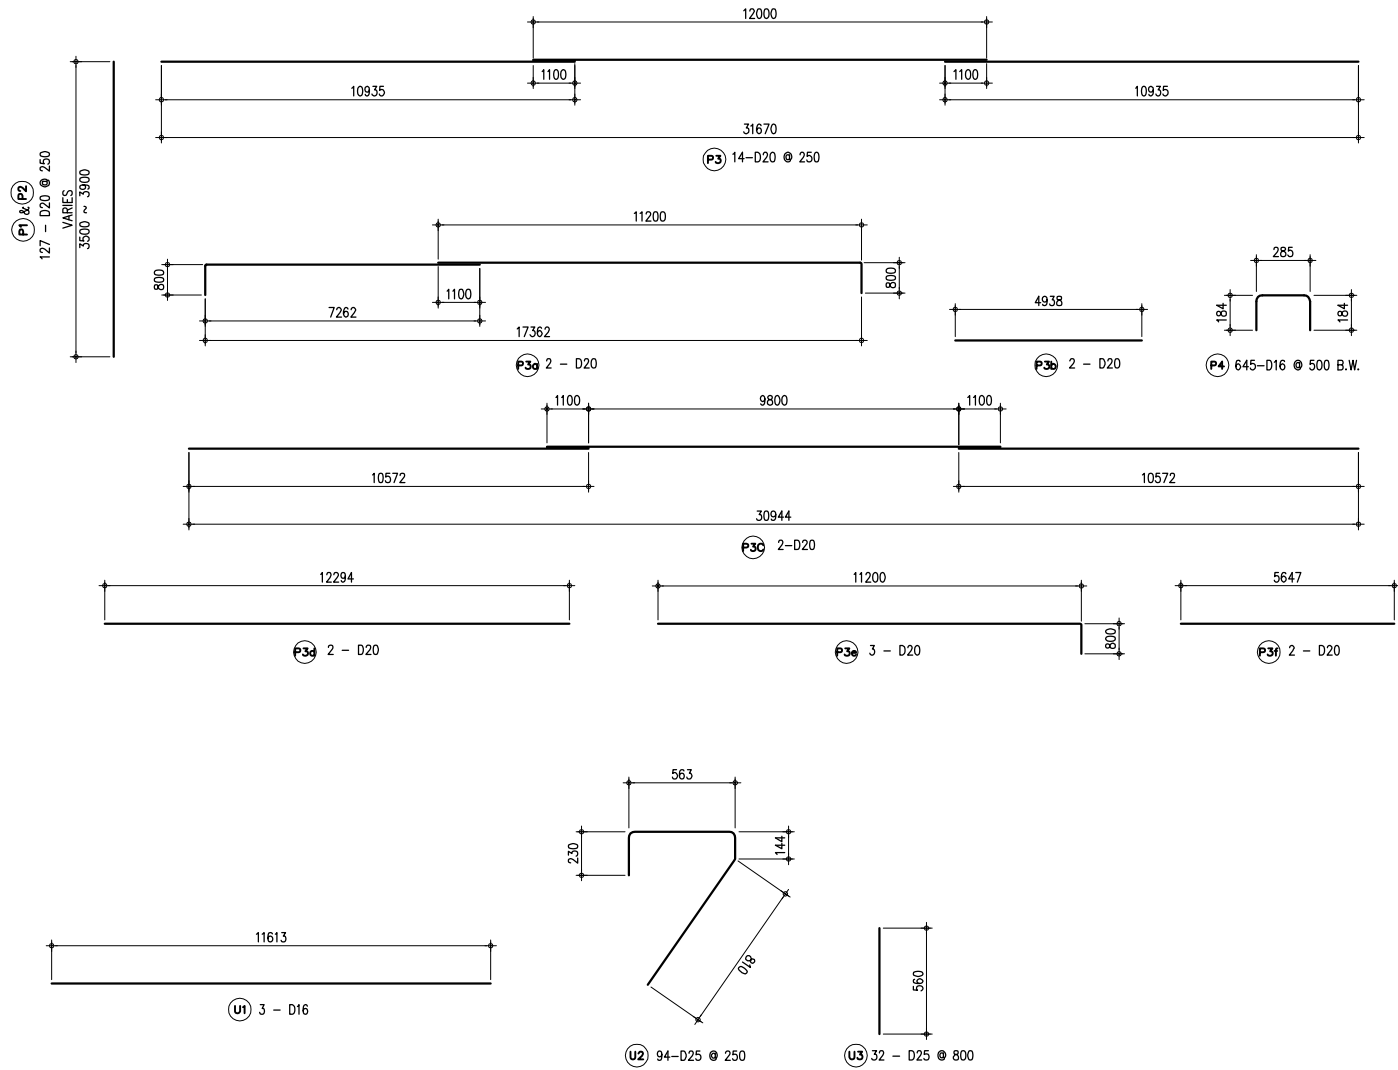 12000
1100
1100
10935
10935
31670
P3 14-D20 @ 250
P1 & P2
127 - D20 @ 250
VARIES
3500 ~ 3900
11200
800
800
1100
7262
17362
P3a 2 - D20
4938
P3b 2 - D20
285
184
184
P4 645-D16 @ 500 B.W.
1100
9800
1100
10572
10572
30944
P3C 2-D20
12294
P3d 2 - D20
11200
800
P3e 3 - D20
5647
P3f 2 - D20
563
230
144
810
U2 94-D25 @ 250
11613
U1 3 - D16
560
U3 32 - D25 @ 800